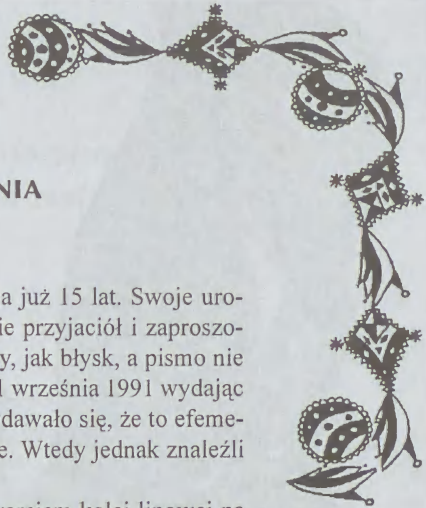 NIA
a już 15 lat. Swoje uro-
ie przyjaciół i zaproszo-
y, jak błysk, a pismo nie
1 września 1991 wydając
dawało się, że to efeme-
e. Wtedy jednak znaleźli